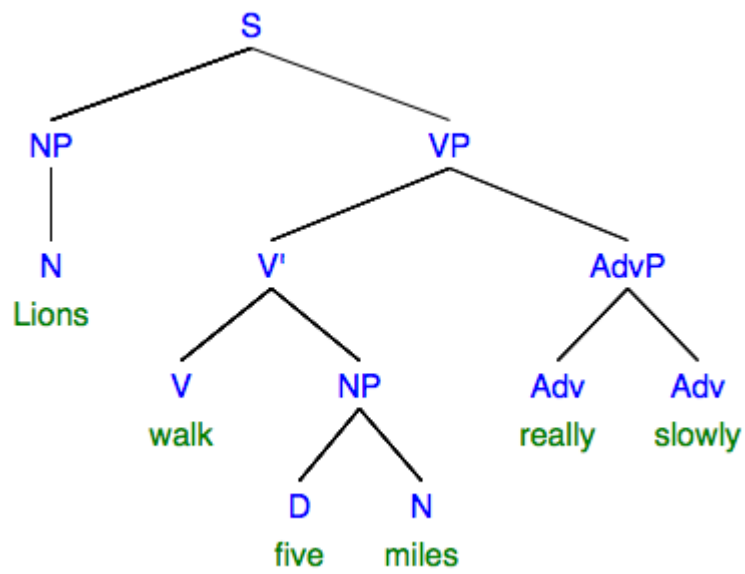 S
NP VP
N V' AdvP
Lions
V NP Adv Adv
walk really slowly
D N
five miles